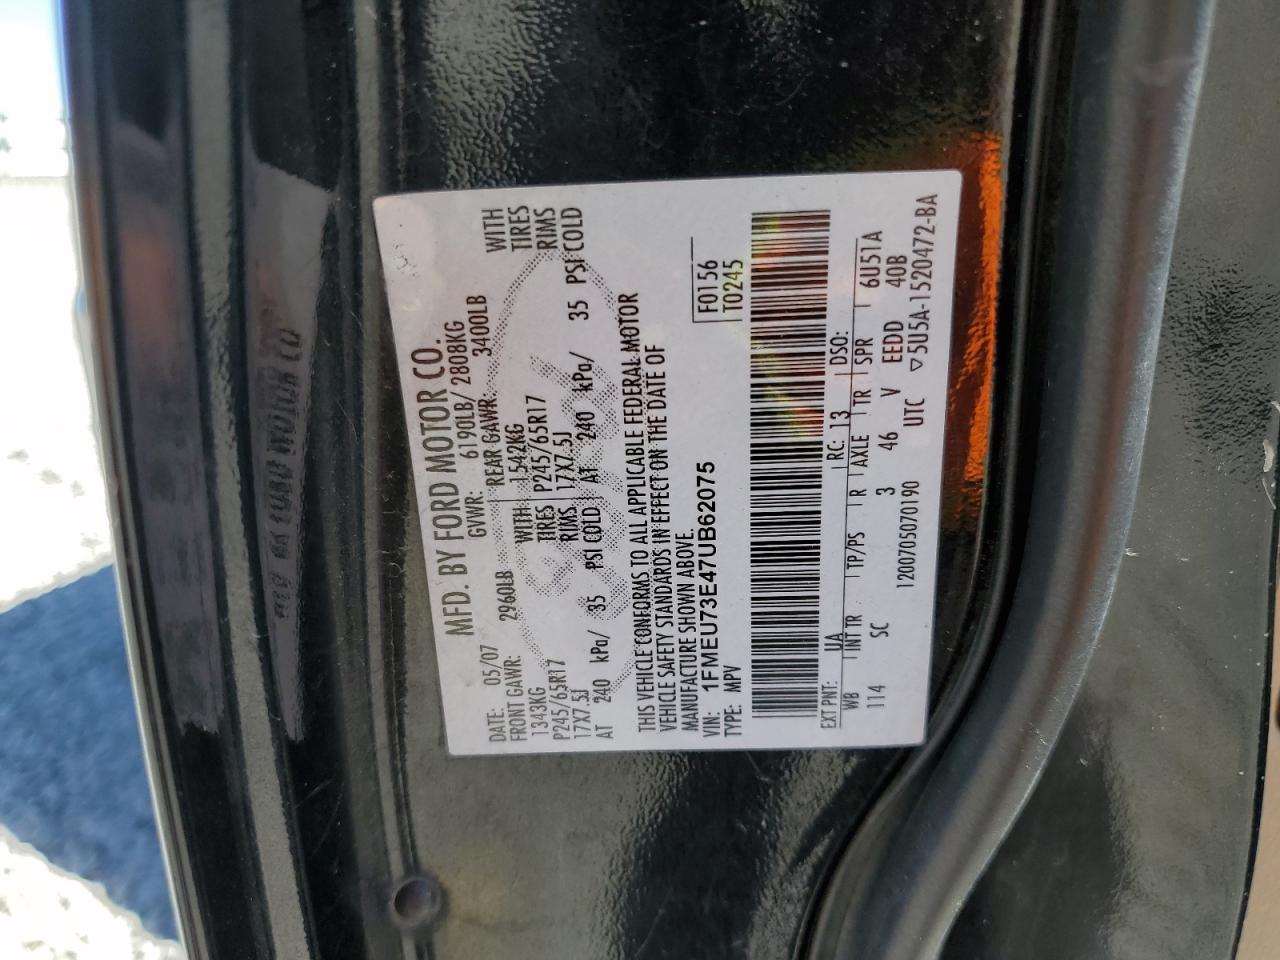 MFD. BY FORD MOTOR CO.
DATE: 05/07 GVWR: 6190LB/ 2808KG
FRONT GAWR: 2960LB REAR GAWR: 3400LB
1343KG WITH 1542KG WITH
P245/65R17 TIRES P245/65R17 TIRES
17X7.5J RIMS 17X7.5J RIMS
AT 240 kPa/ 35 PSI COLD AT 240 kPa/ 35 PSI COLD
THIS VEHICLE CONFORMS TO ALL APPLICABLE FEDERAL MOTOR
VEHICLE SAFETY STANDARDS IN EFFECT ON THE DATE OF
MANUFACTURE SHOWN ABOVE.
VIN: 1FMEU73E47UB62075 F0156
TYPE: MPV T0245
EXT PNT: UA RC: 13 DSO:
WB INT TR TP/PS R AXLE TR SPR 6U51A
114 SC 3 46 V EEDD 40B
120070507019​0 UTC ▽5U5A-1520472-BA